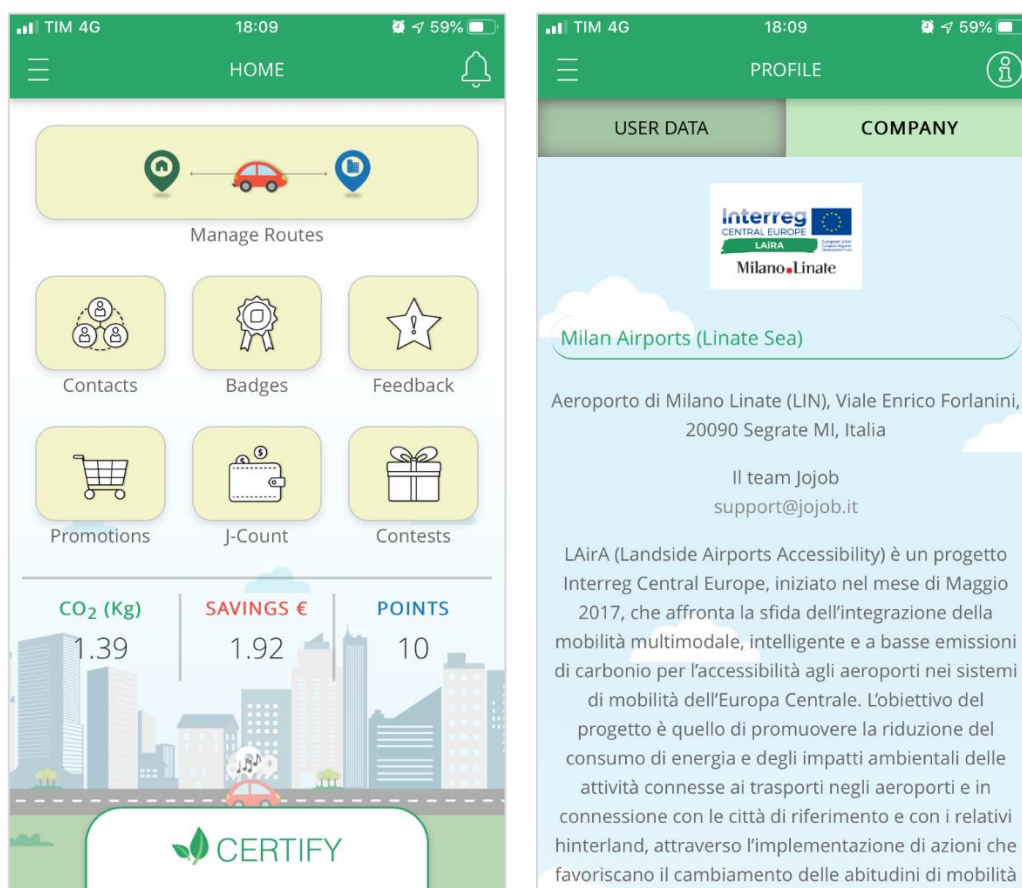 TIM 4G 18:09 59%
HOME
Manage Routes
Contacts Badges Feedback
Promotions J-Count Contests
CO2 (Kg) SAVINGS € POINTS
1.39 1.92 10
CERTIFY
TIM 4G 18:09 59%
PROFILE
USER DATA COMPANY
Interreg
CENTRAL EUROPE
LAirA
Milano Linate
Milan Airports (Linate Sea)
Aeroporto di Milano Linate (LIN), Viale Enrico Forlanini,
20090 Segrate MI, Italia
Il team Jojob
support@jojob.it
LAirA (Landside Airports Accessibility) è un progetto
Interreg Central Europe, iniziato nel mese di Maggio
2017, che affronta la sfida dell'integrazione della
mobilità multimodale, intelligente e a basse emissioni
di carbonio per l'accessibilità agli aeroporti nei sistemi
di mobilità dell'Europa Centrale. L'obiettivo del
progetto è quello di promuovere la riduzione del
consumo di energia e degli impatti ambientali delle
attività connesse ai trasporti negli aeroporti e in
connessione con le città di riferimento e con i relativi
hinterland, attraverso l'implementazione di azioni che
favoriscano il cambiamento delle abitudini di mobilità